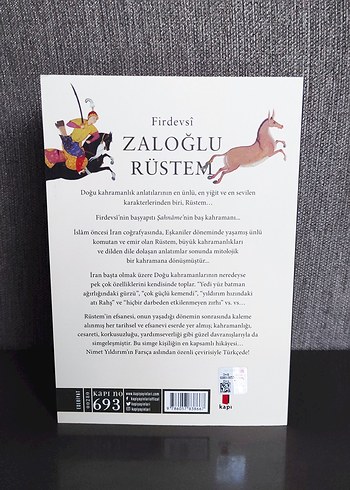 Firdevsî
ZALOĞLU
RÜSTEM
Doğu kahramanlık anlatılarının en ünlü, en yiğit ve en sevilen
karakterlerinden biri, Rüstem…
Firdevsî'nin başyapıtı Şahnâme'nin baş kahramanı...
İslâm öncesi İran coğrafyasında, Eşkaniler döneminde yaşamış ünlü
komutan ve emir olan Rüstem, büyük kahramanlıkları
ve dilden dile dolaşan anlatımlar sonunda mitolojik
bir kahramana dönüşmüştür...
İran başta olmak üzere Doğu kahramanlarının neredeyse
pek çok özelliklerini kendisinde toplar. "Yedi yüz batman
ağırlığındaki gürzü", "çok güçlü kemendi", "yıldırım hızındaki
atı Rahş" ve "hiçbir darbeden etkilenmeyen zırhı" vs. vs…
Rüstem'in efsanesi, onun yaşadığı dönemin sonrasında kaleme
alınmış her tarihsel ve efsanevi eserde yer almış; kahramanlığı,
cesareti, korkusuzluğu, yardımseverliği gibi güzel davranışlarıyla da
simgeleşmiştir. Bu simge kişiliğin en kapsamlı hikâyesi…
Nimet Yıldırım'ın Farsça aslından özenli çevirisiyle Türkçede!
EDEBİYAT
kapı no
693
kapı